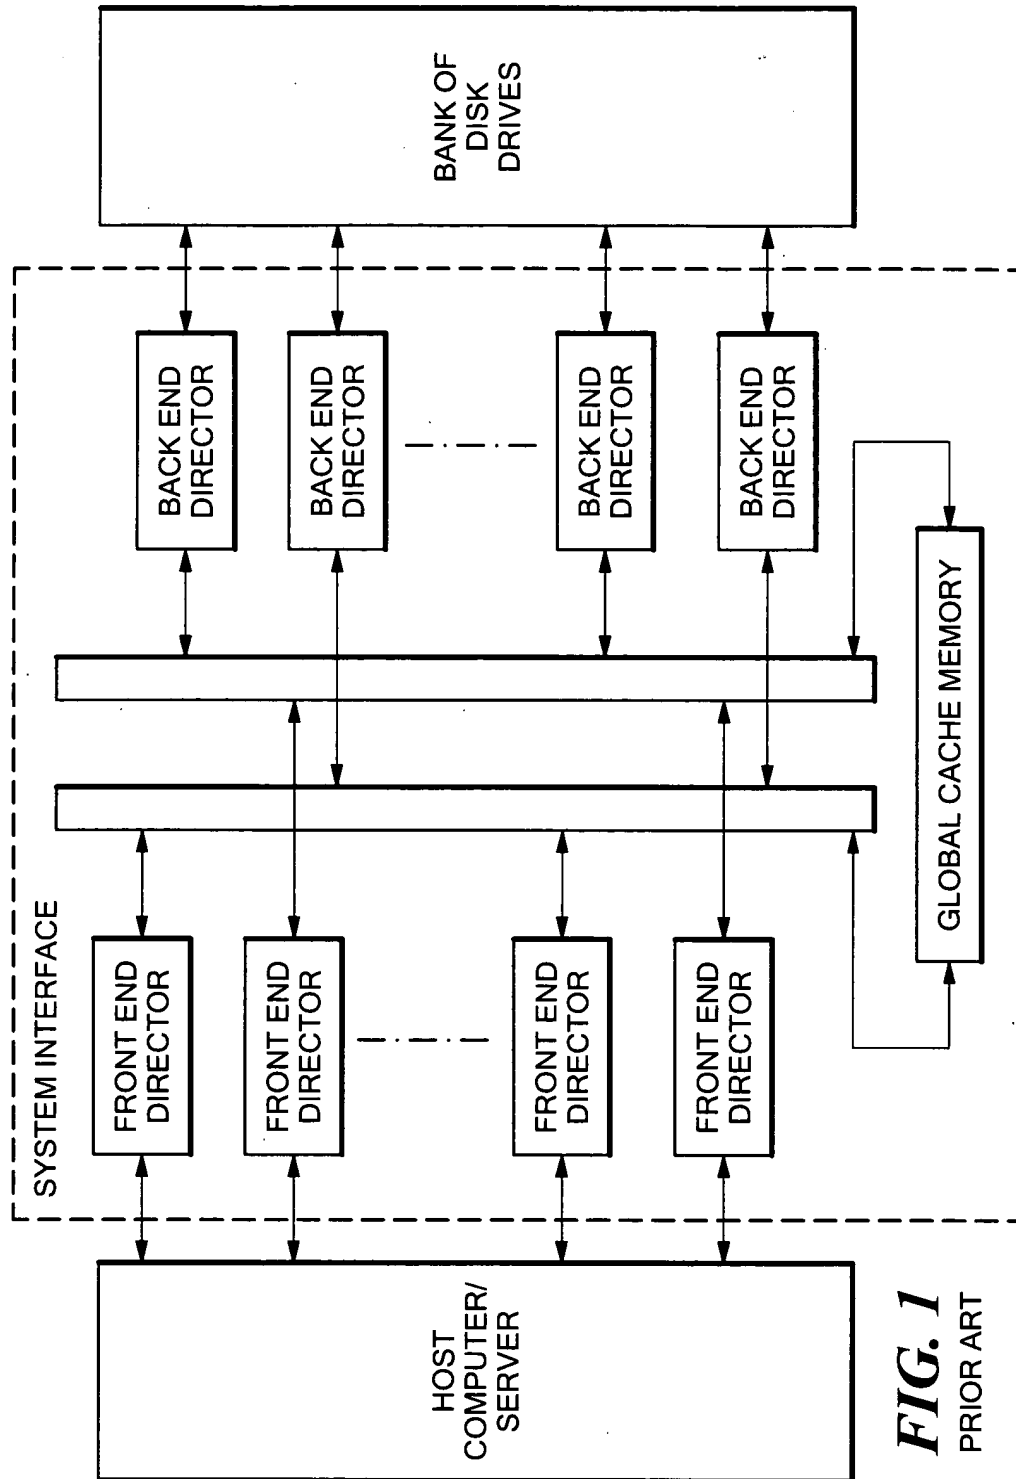 SYSTEM INTERFACE
HOST
COMPUTER/
SERVER
FRONT END
DIRECTOR
FRONT END
DIRECTOR
FRONT END
DIRECTOR
FRONT END
DIRECTOR
BACK END
DIRECTOR
BACK END
DIRECTOR
BACK END
DIRECTOR
BACK END
DIRECTOR
BANK OF
DISK
DRIVES
GLOBAL CACHE MEMORY
FIG. 1
PRIOR ART